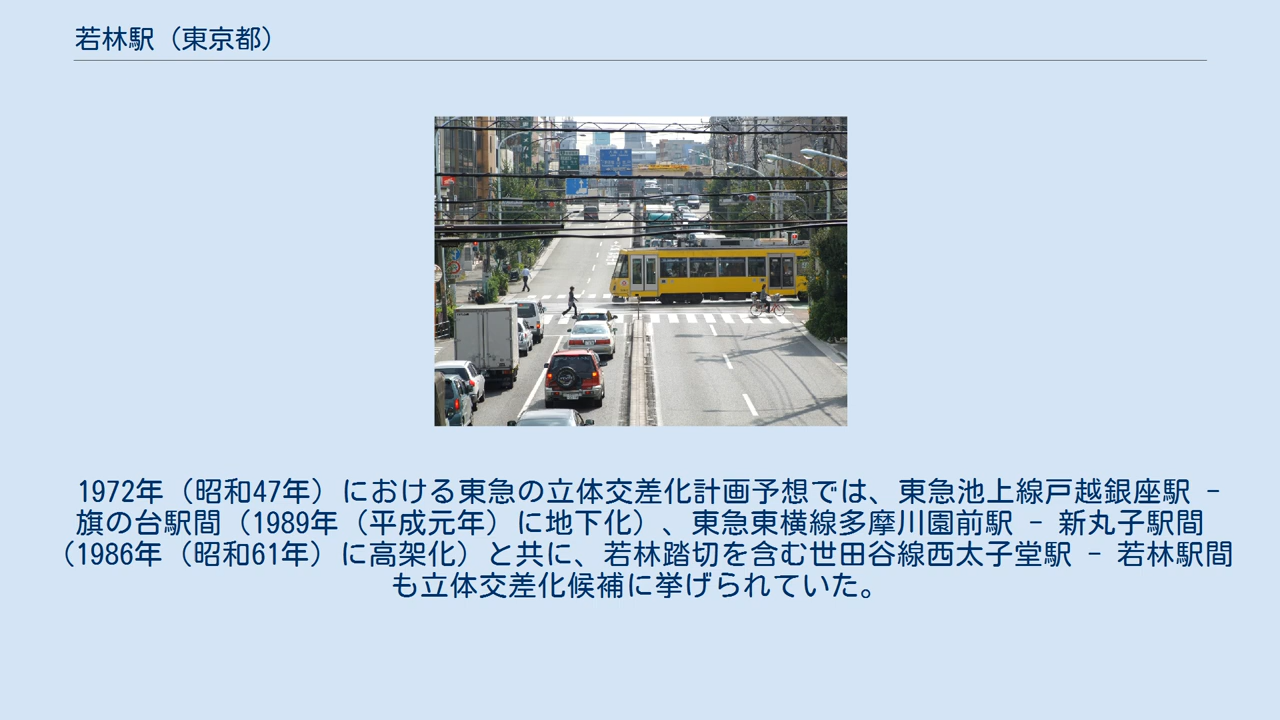 若林駅（東京都）
1972年（昭和47年）における東急の立体交差化計画予想では、東急池上線戸越銀座駅 -
旗の台駅間（1989年（平成元年）に地下化）、東急東横線多摩川園前駅 - 新丸子駅間
（1986年（昭和61年）に高架化）と共に、若林踏切を含む世田谷線西太子堂駅 - 若林駅間
も立体交差化候補に挙げられていた。